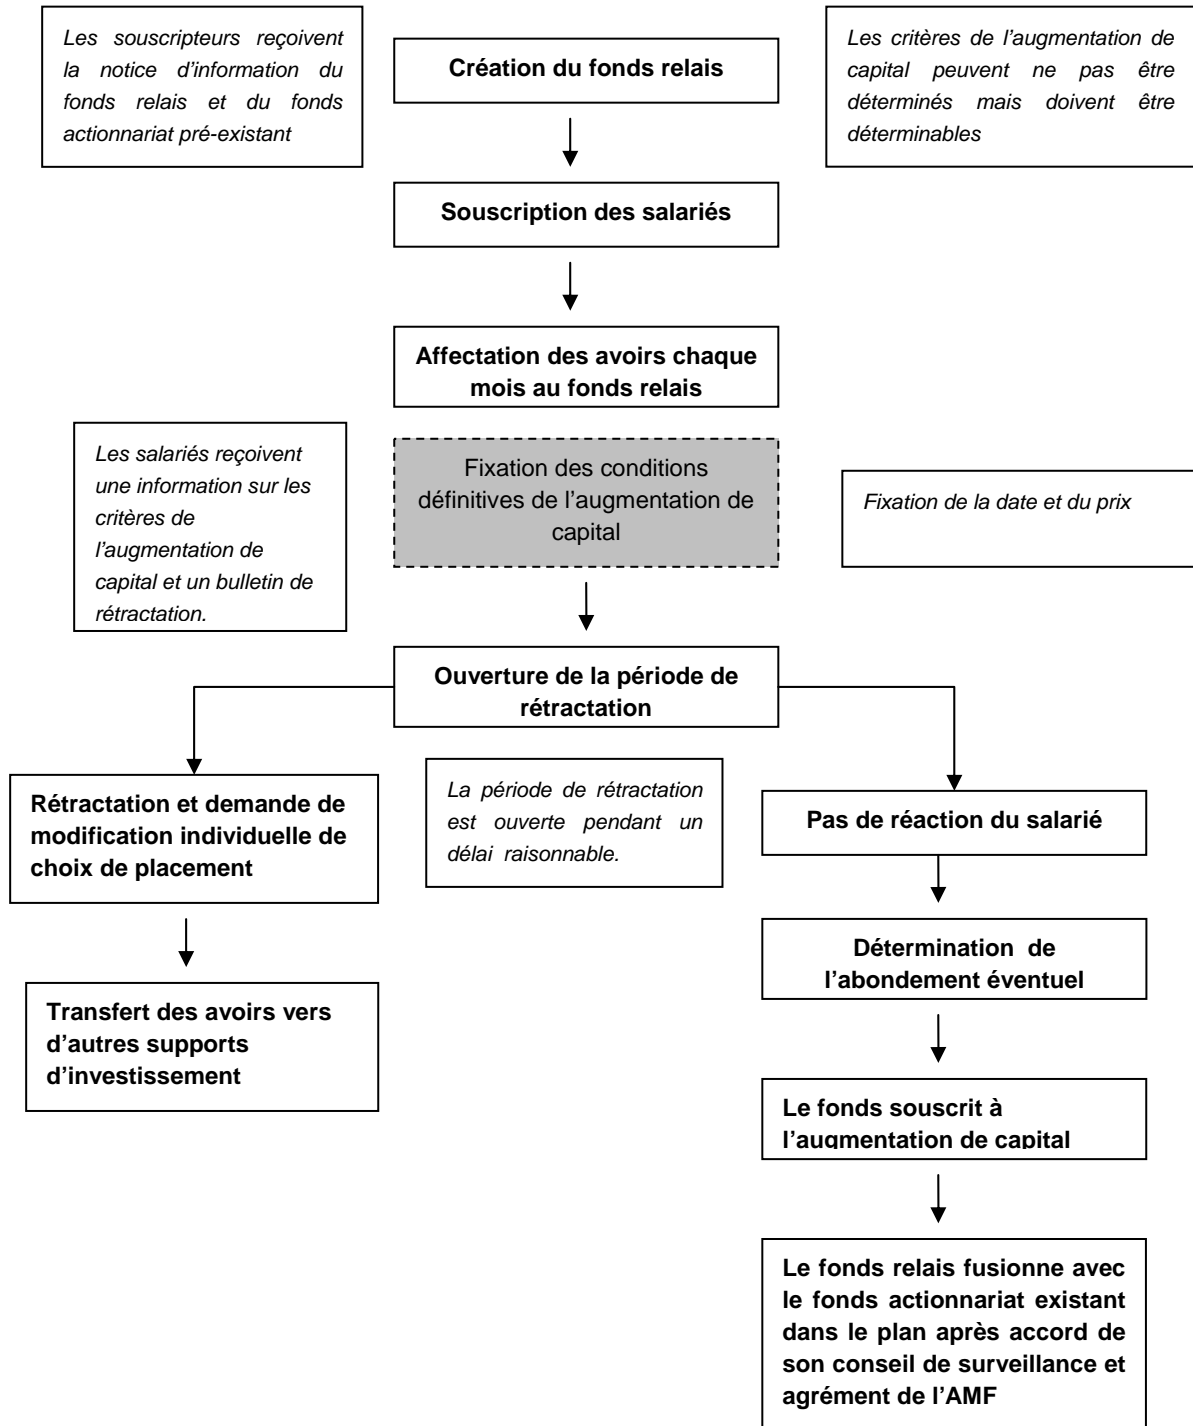 Les souscripteurs reçoivent
la notice d’information du
fonds relais et du fonds
actionnariat pré-existant
Création du fonds relais
Les critères de l’augmentation de
capital peuvent ne pas être
déterminés mais doivent être
déterminables
Souscription des salariés
Affectation des avoirs chaque
mois au fonds relais
Les salariés reçoivent
une information sur les
critères de
l’augmentation de
capital et un bulletin de
rétractation.
Fixation des conditions
définitives de l’augmentation de
capital
Fixation de la date et du prix
Ouverture de la période de
rétractation
Rétractation et demande de
modification individuelle de
choix de placement
La période de rétractation
est ouverte pendant un
délai raisonnable.
Pas de réaction du salarié
Détermination de
l’abondement éventuel
Transfert des avoirs vers
d’autres supports
d’investissement
Le fonds souscrit à
l’augmentation de capital
Le fonds relais fusionne avec
le fonds actionnariat existant
dans le plan après accord de
son conseil de surveillance et
agrément de l’AMF